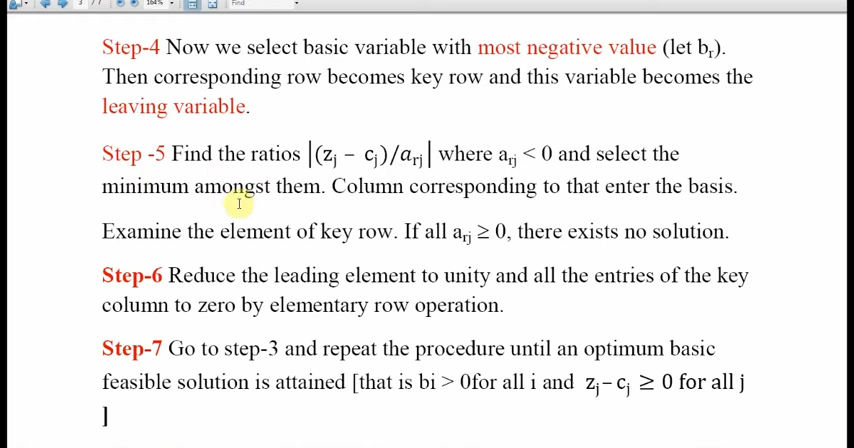 3 / 7 164% Find
Step-4 Now we select basic variable with most negative value (let bᵣ).
Then corresponding row becomes key row and this variable becomes the
leaving variable.
Step -5 Find the ratios |(zⱼ − cⱼ)/aᵣⱼ| where aᵣⱼ < 0 and select the
minimum amongst them. Column corresponding to that enter the basis.
Examine the element of key row. If all aᵣⱼ ≥ 0, there exists no solution.
Step-6 Reduce the leading element to unity and all the entries of the key
column to zero by elementary row operation.
Step-7 Go to step-3 and repeat the procedure until an optimum basic
feasible solution is attained [that is bi > 0for all i and zⱼ− cⱼ ≥ 0 for all j
]